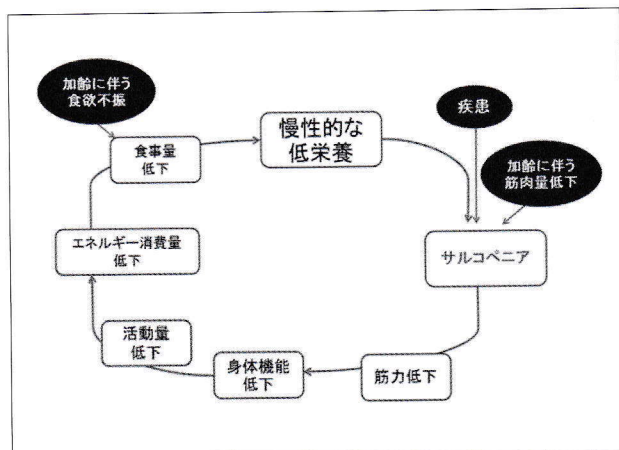 加齢に伴う
食欲不振
慢性的な
低栄養
疾患
加齢に伴う
筋肉量低下
食事量
低下
エネルギー消費量
低下
サルコペニア
活動量
低下
身体機能
低下
筋力低下